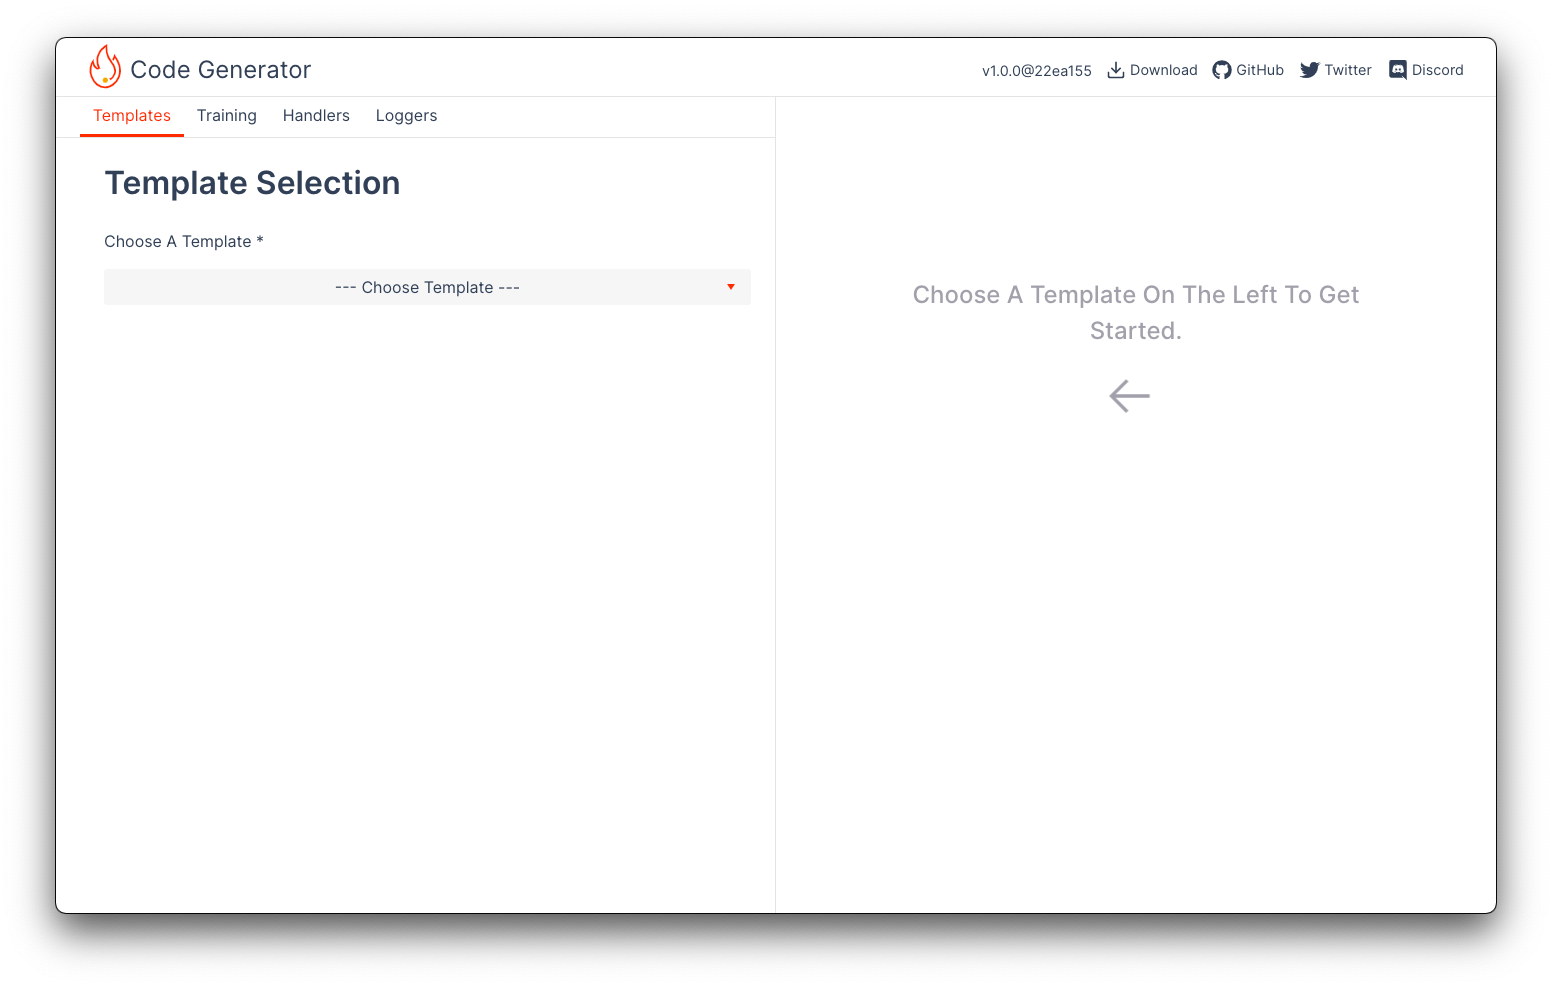 Code Generator
v1.0.0@22ea155 Download GitHub Twitter Discord
Templates Training Handlers Loggers
Template Selection
Choose A Template *
--- Choose Template ---
Choose A Template On The Left To Get
Started.